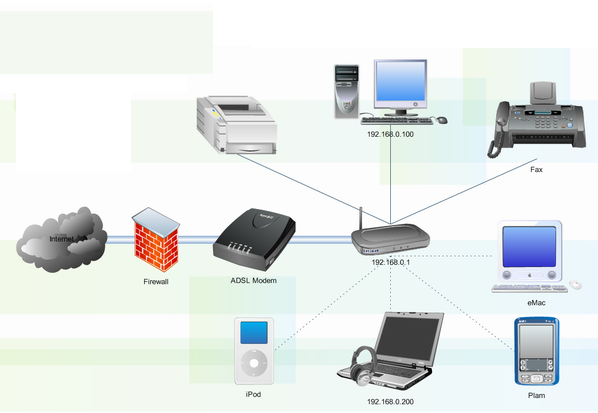 192.168.0.100
Fax
Internet
192.168.0.1
Firewall
ADSL Modem
eMac
iPod
192.168.0.200
Plam